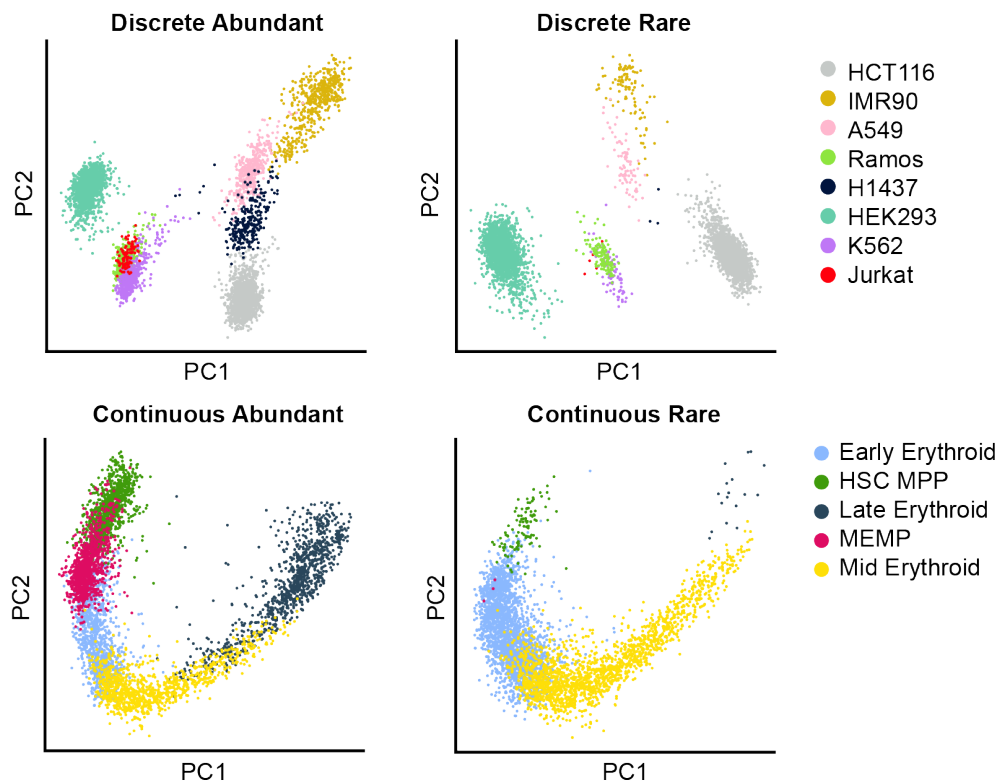 Discrete Abundant
Discrete Rare
PC2
PC1
PC2
PC1
HCT116
IMR90
A549
Ramos
H1437
HEK293
K562
Jurkat
Continuous Abundant
Continuous Rare
PC2
PC1
PC2
PC1
Early Erythroid
HSC MPP
Late Erythroid
MEMP
Mid Erythroid